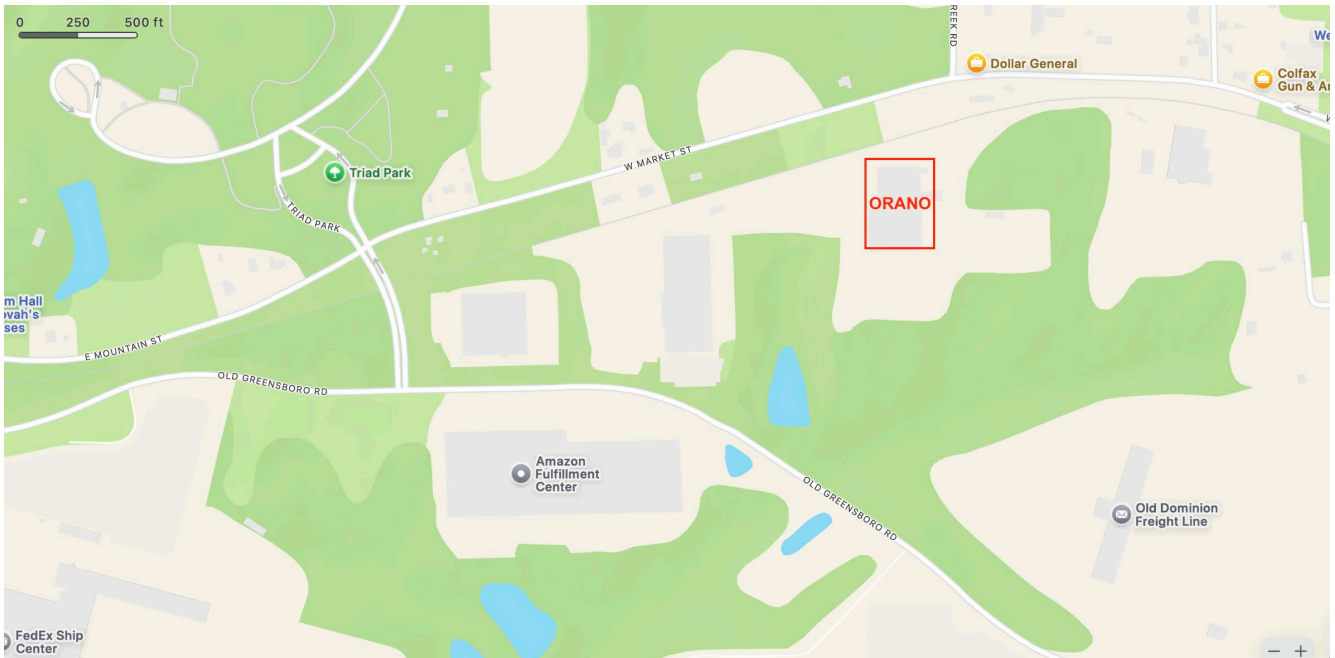 0 250 500 ft
REEK RD
We
Dollar General
Colfax
Gun & Ar
W MARKET ST
Triad Park
ORANO
TRIAD PARK
m Hall
ovah's
ses
E MOUNTAIN ST
OLD GREENSBORO RD
Amazon
Fulfillment
Center
OLD GREENSBORO RD
Old Dominion
Freight Line
FedEx Ship
Center
− +